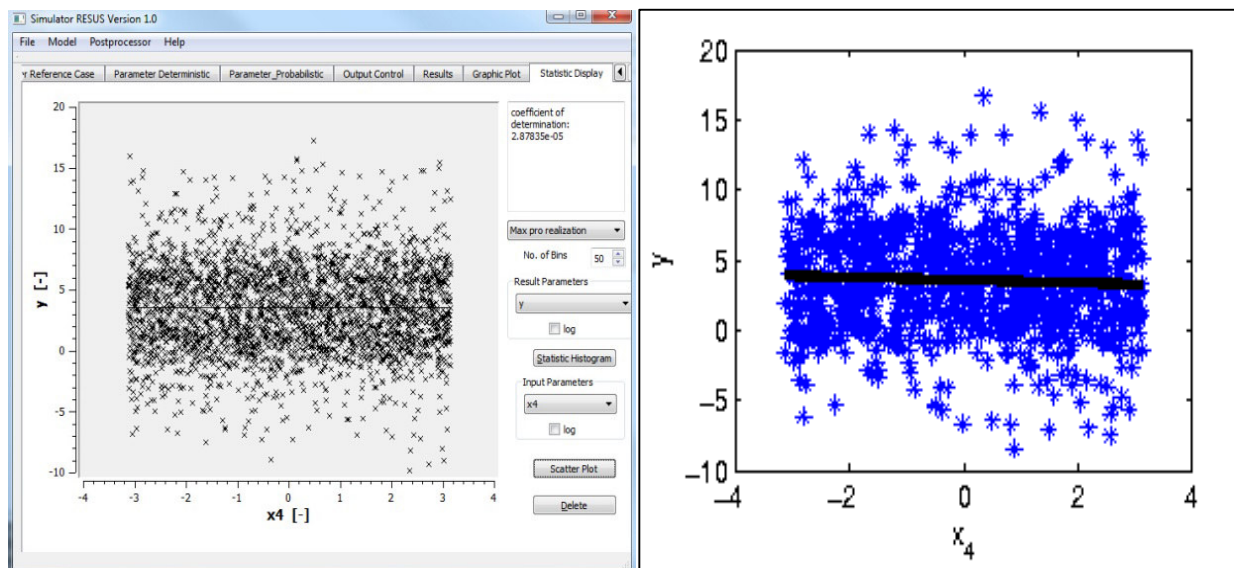 Simulator RESUS Version 1.0
File Model Postprocessor Help
r Reference Case Parameter Deterministic Parameter_Probabilistic Output Control Results Graphic Plot Statistic Display
20
15
10
5
0
-5
-10
y [-]
-4 -3 -2 -1 0 1 2 3 4
x4 [-]
coefficient of
determination:
2.87835e-05
Max pro realization
No. of Bins 50
Result Parameters
y
log
Statistic Histogram
Input Parameters
x4
log
Scatter Plot
Delete
20
15
10
5
0
−5
−10
y
−4 −2 0 2 4
x4